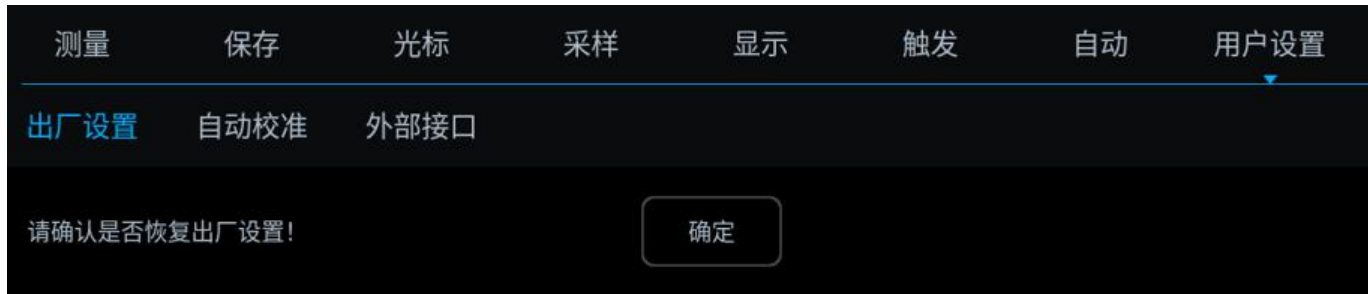 测量 保存 光标 采样 显示 触发 自动 用户设置
出厂设置 自动校准 外部接口
请确认是否恢复出厂设置! 确定